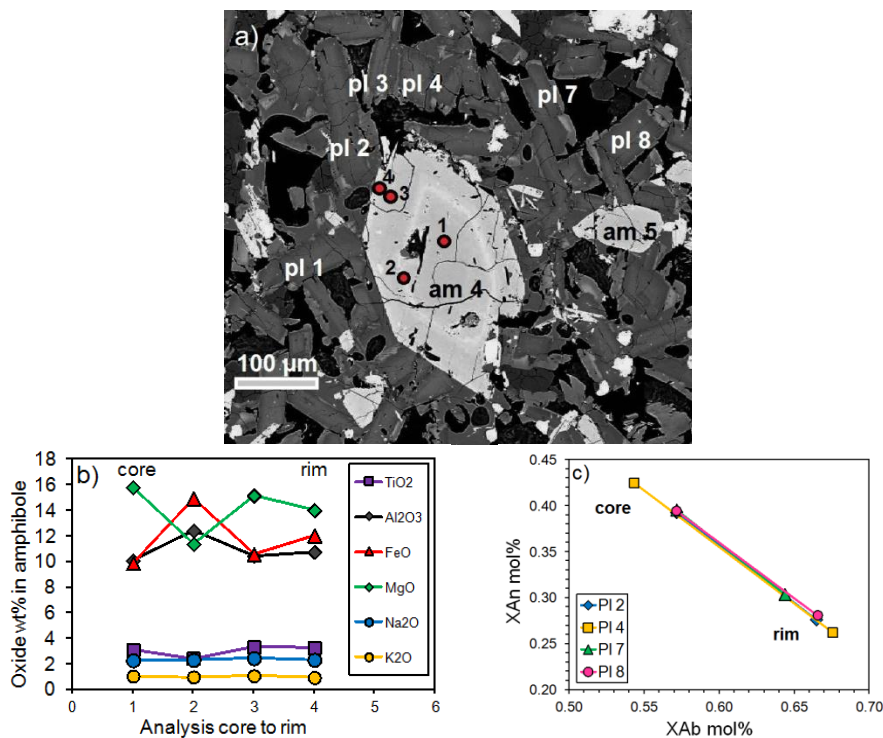 a)
pl 3 pl 4
pl 7
pl 8
pl 2
4
3
1
am 5
pl 1
2
am 4
100 µm
b)
18
16
14
12
10
8
6
4
2
0
core
rim
TiO2
Al2O3
FeO
MgO
Na2O
K2O
0 1 2 3 4 5 6
Oxide wt% in amphibole
Analysis core to rim
c)
0.45
0.40
0.35
0.30
0.25
0.20
core
rim
Pl 2
Pl 4
Pl 7
Pl 8
0.50 0.55 0.60 0.65 0.70
XAn mol%
XAb mol%